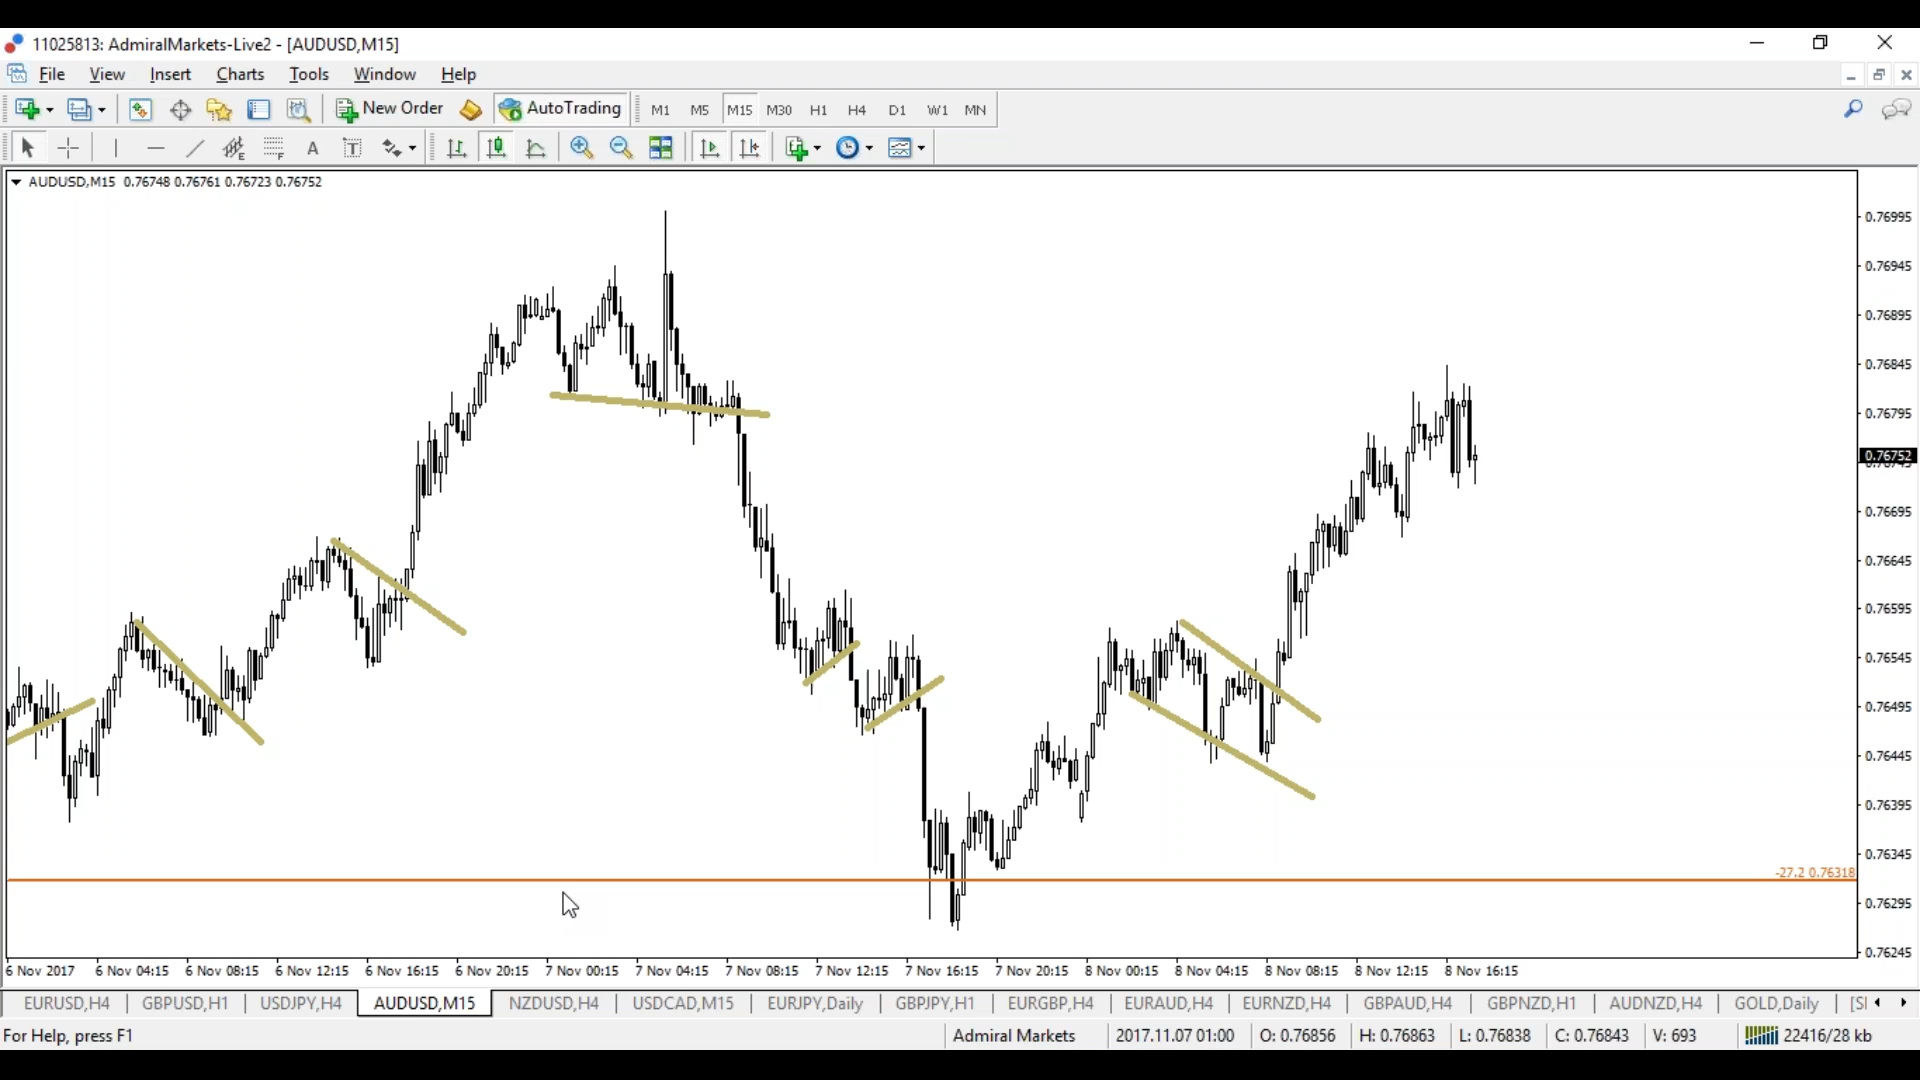 11025813: AdmiralMarkets-Live2 - [AUDUSD,M15]
File View Insert Charts Tools Window Help
New Order AutoTrading M1 M5 M15 M30 H1 H4 D1 W1 MN
A T
AUDUSD,M15 0.76748 0.76761 0.76723 0.76752
0.76995
0.76945
0.76895
0.76845
0.76795
0.76752
0.76745
0.76695
0.76645
0.76595
0.76545
0.76495
0.76445
0.76395
0.76345
-27.2 0.76318
0.76295
0.76245
6 Nov 2017 6 Nov 04:15 6 Nov 08:15 6 Nov 12:15 6 Nov 16:15 6 Nov 20:15 7 Nov 00:15 7 Nov 04:15 7 Nov 08:15 7 Nov 12:15 7 Nov 16:15 7 Nov 20:15 8 Nov 00:15 8 Nov 04:15 8 Nov 08:15 8 Nov 12:15 8 Nov 16:15
EURUSD,H4 GBPUSD,H1 USDJPY,H4 AUDUSD,M15 NZDUSD,H4 USDCAD,M15 EURJPY,Daily GBPJPY,H1 EURGBP,H4 EURAUD,H4 EURNZD,H4 GBPAUD,H4 GBPNZD,H1 AUDNZD,H4 GOLD,Daily
For Help, press F1 Admiral Markets 2017.11.07 01:00 O: 0.76856 H: 0.76863 L: 0.76838 C: 0.76843 V: 693 22416/28 kb